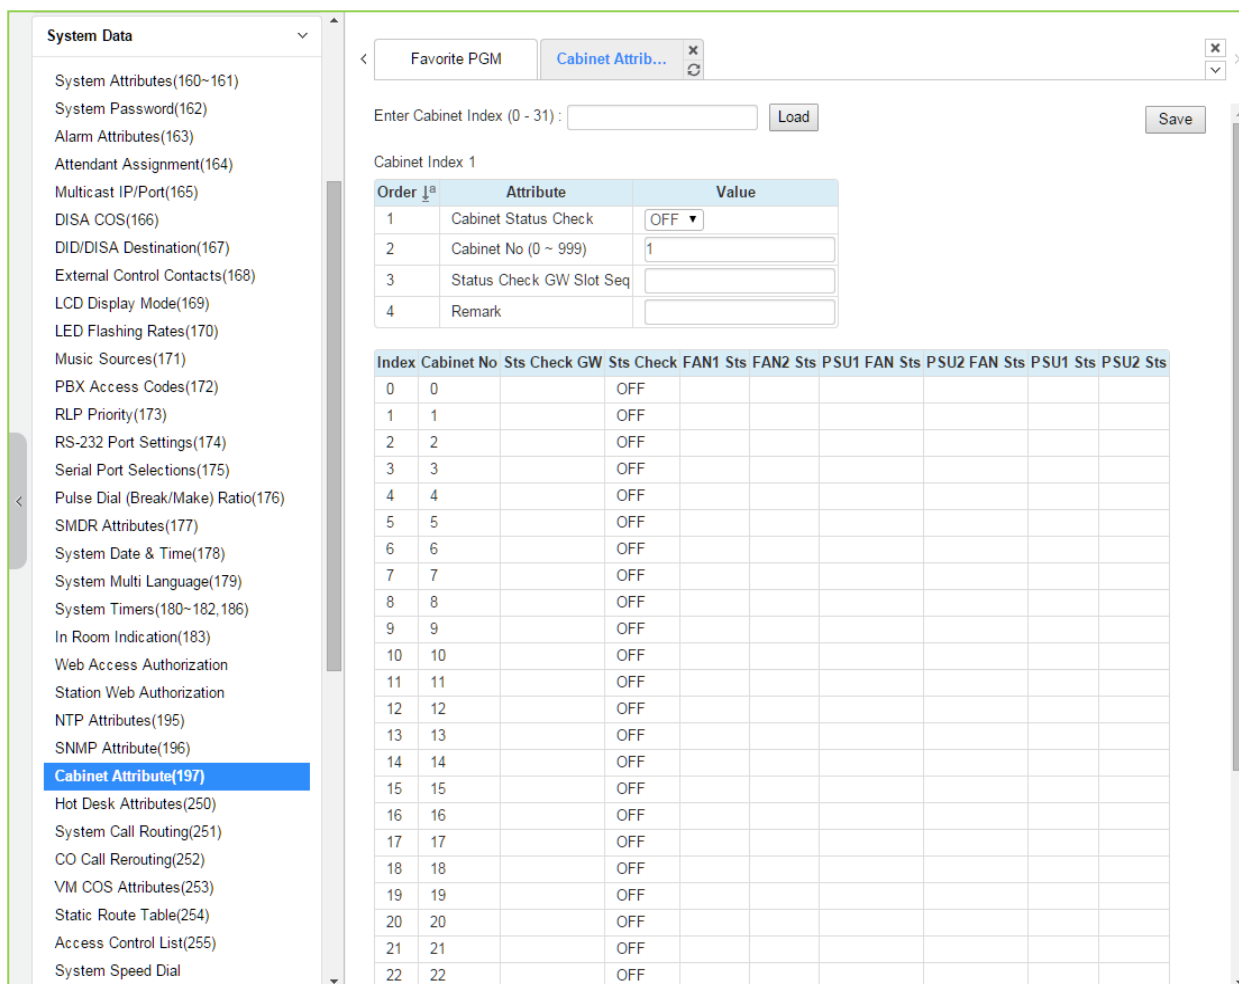 System Data
System Attributes(160~161)
System Password(162)
Alarm Attributes(163)
Attendant Assignment(164)
Multicast IP/Port(165)
DISA COS(166)
DID/DISA Destination(167)
External Control Contacts(168)
LCD Display Mode(169)
LED Flashing Rates(170)
Music Sources(171)
PBX Access Codes(172)
RLP Priority(173)
RS-232 Port Settings(174)
Serial Port Selections(175)
Pulse Dial (Break/Make) Ratio(176)
SMDR Attributes(177)
System Date & Time(178)
System Multi Language(179)
System Timers(180~182,186)
In Room Indication(183)
Web Access Authorization
Station Web Authorization
NTP Attributes(195)
SNMP Attribute(196)
Cabinet Attribute(197)
Hot Desk Attributes(250)
System Call Routing(251)
CO Call Rerouting(252)
VM COS Attributes(253)
Static Route Table(254)
Access Control List(255)
System Speed Dial
Favorite PGM Cabinet Attrib...
Enter Cabinet Index (0 - 31) : Load Save
Cabinet Index 1
Order Attribute Value
1 Cabinet Status Check OFF
2 Cabinet No (0 ~ 999) 1
3 Status Check GW Slot Seq
4 Remark
Index Cabinet No Sts Check GW Sts Check FAN1 Sts FAN2 Sts PSU1 FAN Sts PSU2 FAN Sts PSU1 Sts PSU2 Sts
0 0 OFF
1 1 OFF
2 2 OFF
3 3 OFF
4 4 OFF
5 5 OFF
6 6 OFF
7 7 OFF
8 8 OFF
9 9 OFF
10 10 OFF
11 11 OFF
12 12 OFF
13 13 OFF
14 14 OFF
15 15 OFF
16 16 OFF
17 17 OFF
18 18 OFF
19 19 OFF
20 20 OFF
21 21 OFF
22 22 OFF